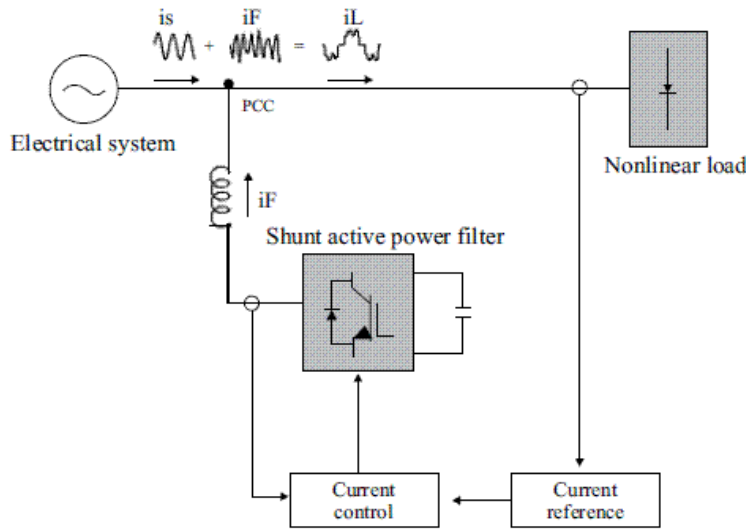 is + iF = iL
PCC
Electrical system
Nonlinear load
iF
Shunt active power filter
Current
control
Current
reference